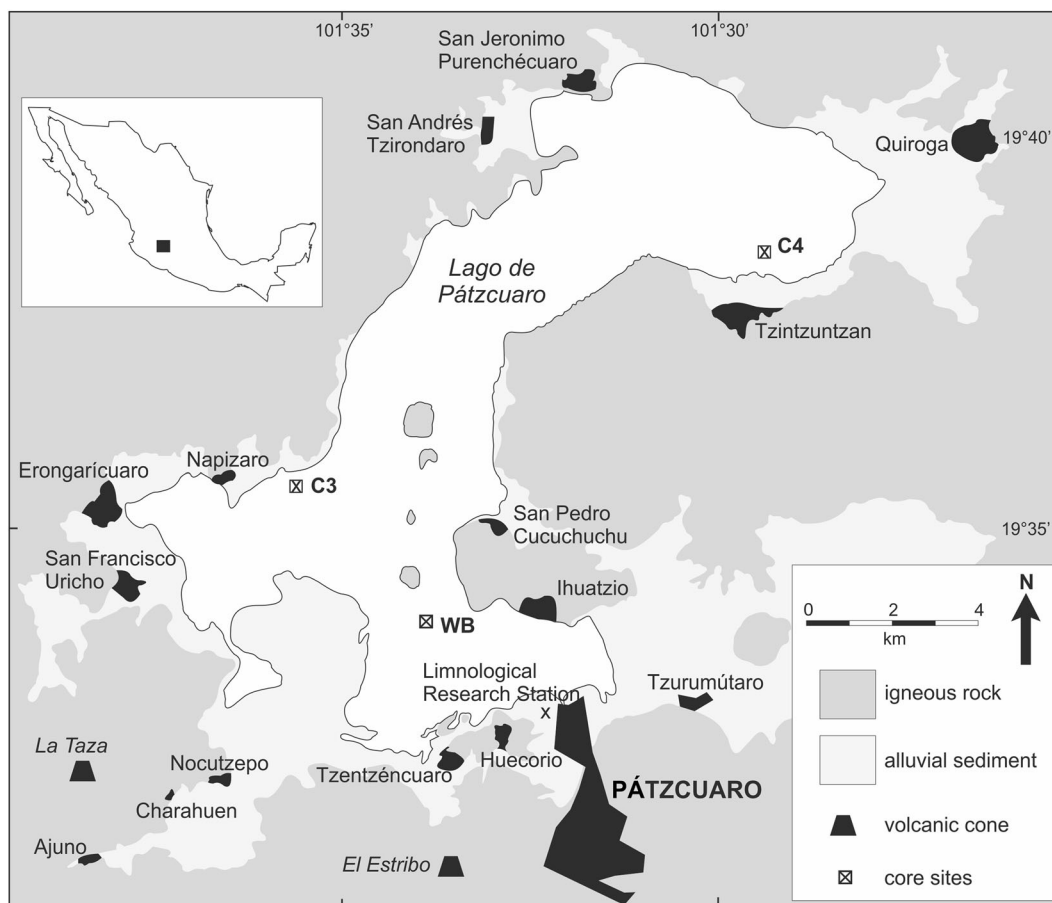 101°35'
101°30'
San Jeronimo
Purenchécuaro
San Andrés
Tzirondaro
Quiroga
19°40'
C4
Lago de
Pátzcuaro
Tzintzuntzan
Erongarícuaro
Napizaro
C3
San Pedro
Cucuchuchu
19°35'
San Francisco
Uricho
Ihuatzio
WB
Limnological
Research Station
x
Tzurumútaro
La Taza
Nocutzepo
Tzentzéncuaro
Huecorio
PÁTZCUARO
Charahuen
Ajuno
El Estribo
N
0 2 4
km
igneous rock
alluvial sediment
volcanic cone
core sites